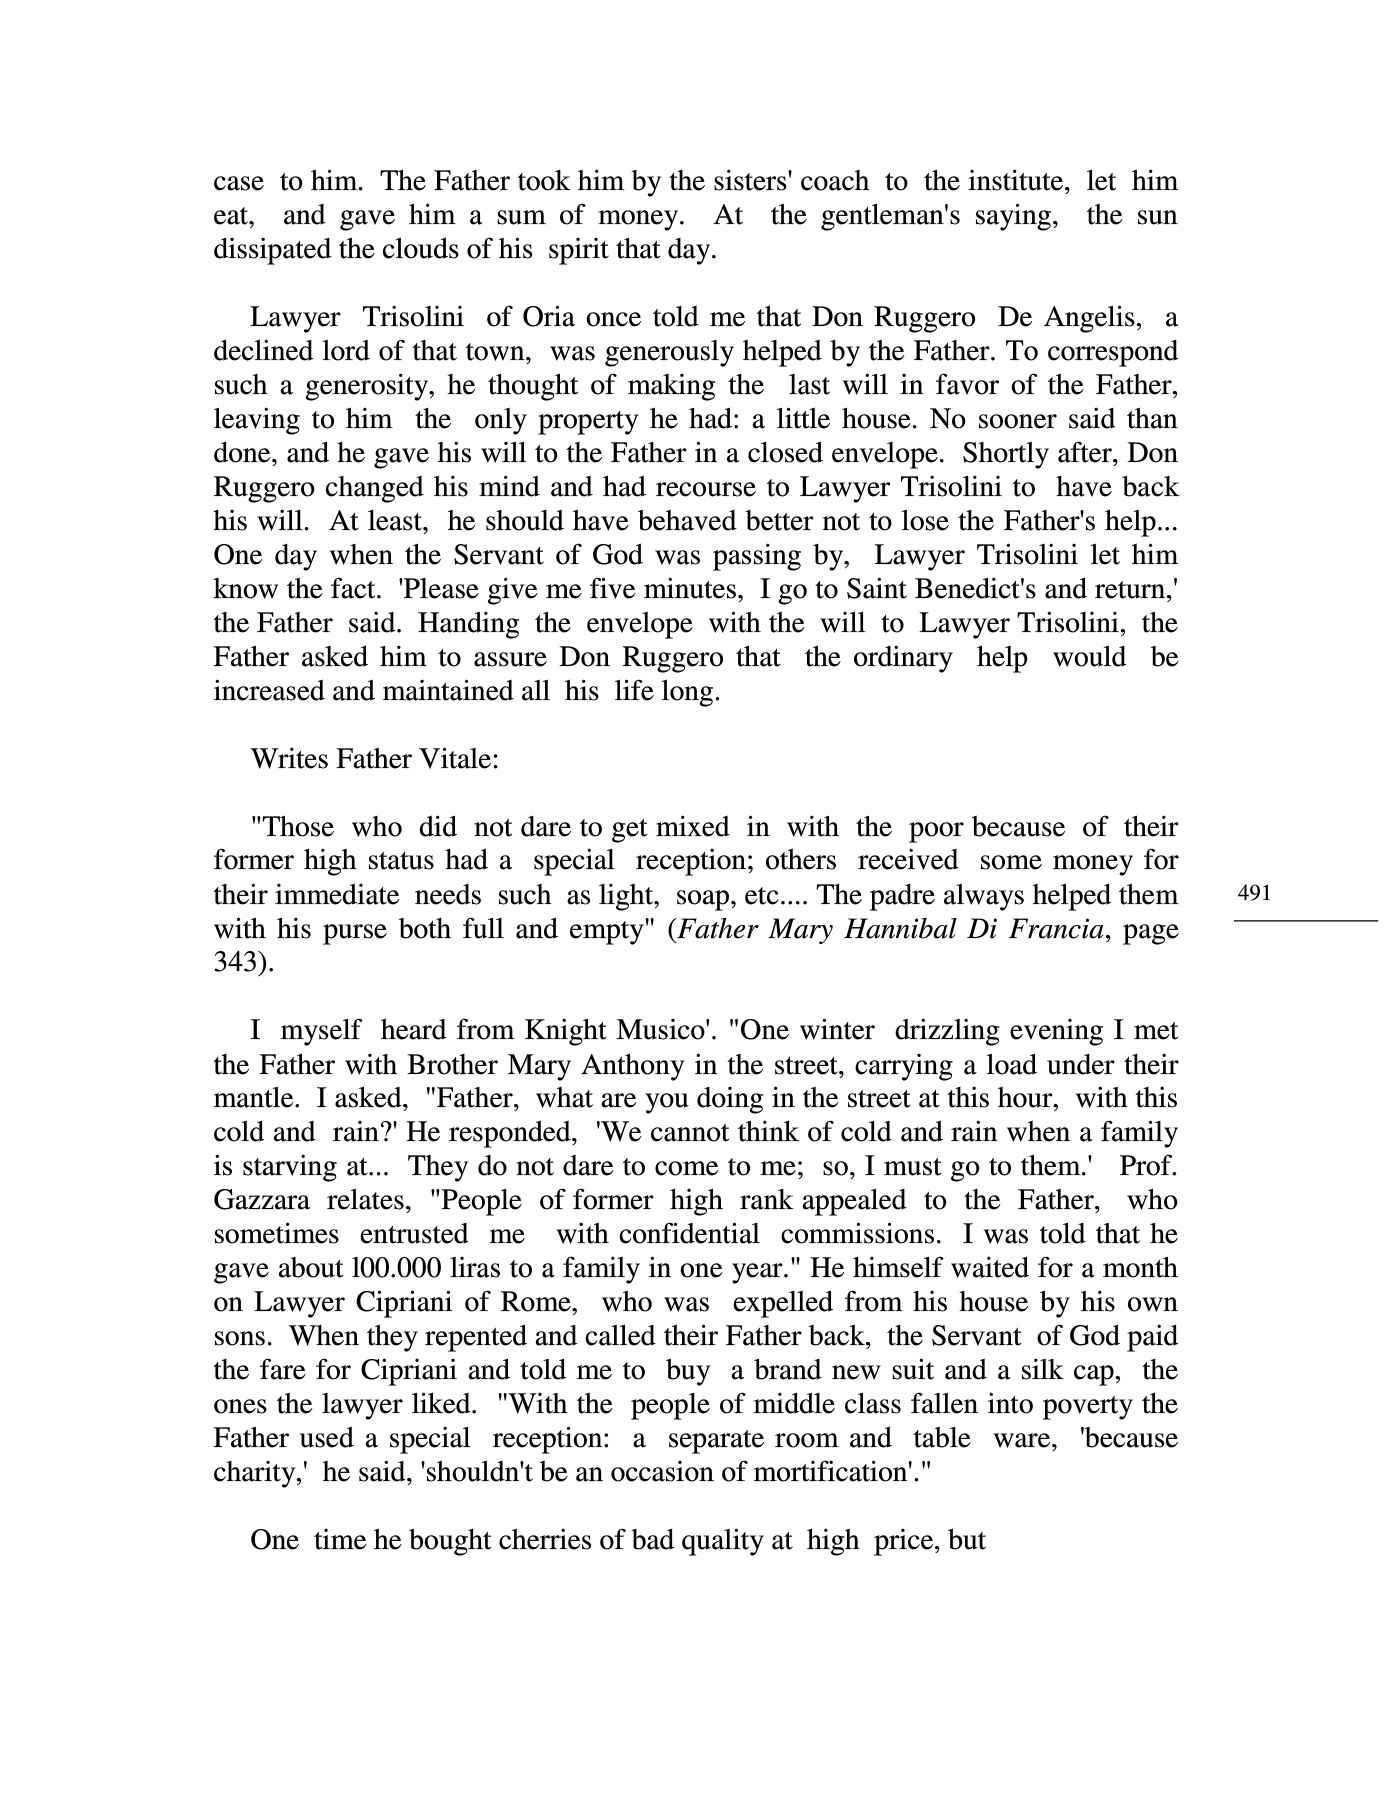 case to him. The Father took him by the sisters' coach to the institute, let him
eat, and gave him a sum of money. At the gentleman's saying, the sun
dissipated the clouds of his spirit that day.
Lawyer Trisolini of Oria once told me that Don Ruggero De Angelis, a
declined lord of that town, was generously helped by the Father. To correspond
such a generosity, he thought of making the last will in favor of the Father,
leaving to him the only property he had: a little house. No sooner said than
done, and he gave his will to the Father in a closed envelope. Shortly after, Don
Ruggero changed his mind and had recourse to Lawyer Trisolini to have back
his will. At least, he should have behaved better not to lose the Father's help...
One day when the Servant of God was passing by, Lawyer Trisolini let him
know the fact. 'Please give me five minutes, I go to Saint Benedict's and return,'
the Father said. Handing the envelope with the will to Lawyer Trisolini, the
Father asked him to assure Don Ruggero that the ordinary help would be
increased and maintained all his life long.
Writes Father Vitale:
"Those who did not dare to get mixed in with the poor because of their
former high status had a special reception; others received some money for
their immediate needs such as light, soap, etc.... The padre always helped them
with his purse both full and empty" (Father Mary Hannibal Di Francia, page
343).
491
I myself heard from Knight Musico'. "One winter drizzling evening I met
the Father with Brother Mary Anthony in the street, carrying a load under their
mantle. I asked, "Father, what are you doing in the street at this hour, with this
cold and rain?' He responded, 'We cannot think of cold and rain when a family
is starving at... They do not dare to come to me; so, I must go to them.' Prof.
Gazzara relates, "People of former high rank appealed to the Father, who
sometimes entrusted me with confidential commissions. I was told that he
gave about l00.000 liras to a family in one year." He himself waited for a month
on Lawyer Cipriani of Rome, who was expelled from his house by his own
sons. When they repented and called their Father back, the Servant of God paid
the fare for Cipriani and told me to buy a brand new suit and a silk cap, the
ones the lawyer liked. "With the people of middle class fallen into poverty the
Father used a special reception: a separate room and table ware, 'because
charity,' he said, 'shouldn't be an occasion of mortification'."
One time he bought cherries of bad quality at high price, but